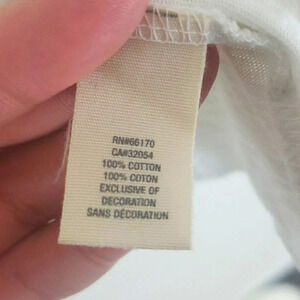 RN#66170
CA#32054
100% COTTON
100% COTON
EXCLUSIVE OF
DECORATION
SANS DÉCORATION